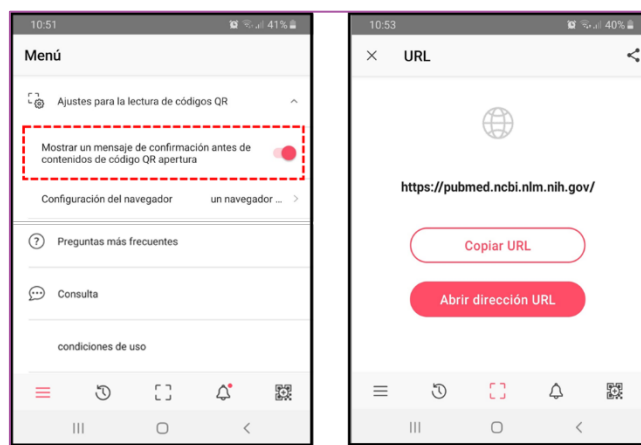 10:51
41%
Menú
Ajustes para la lectura de códigos QR
Mostrar un mensaje de confirmación antes de
contenidos de código QR apertura
Configuración del navegador un navegador ...
Preguntas más frecuentes
Consulta
condiciones de uso
10:53
40%
URL
https://pubmed.ncbi.nlm.nih.gov/
Copiar URL
Abrir dirección URL